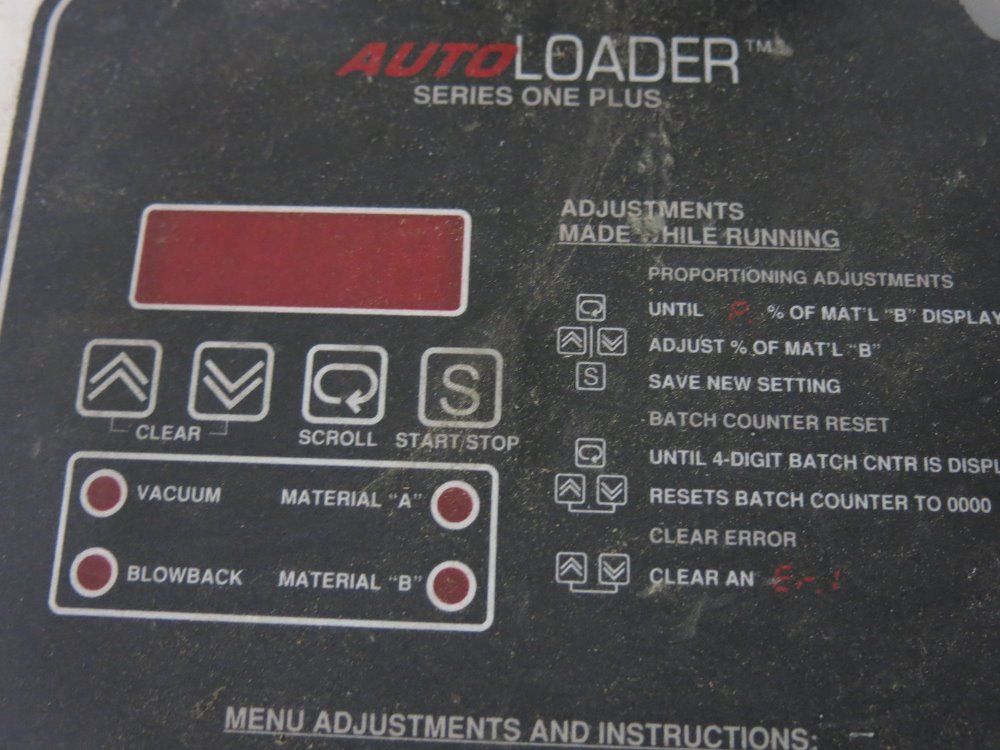 AUTOLOADER™
SERIES ONE PLUS
CLEAR
SCROLL
START/STOP
S
VACUUM
MATERIAL "A"
BLOWBACK
MATERIAL "B"
ADJUSTMENTS
MADE WHILE RUNNING
PROPORTIONING ADJUSTMENTS
UNTIL P. % OF MAT'L "B" DISPLAY
ADJUST % OF MAT'L "B"
S SAVE NEW SETTING
BATCH COUNTER RESET
UNTIL 4-DIGIT BATCH CNTR IS DISPL
RESETS BATCH COUNTER TO 0000
CLEAR ERROR
CLEAR AN Er.1
MENU ADJUSTMENTS AND INSTRUCTIONS: